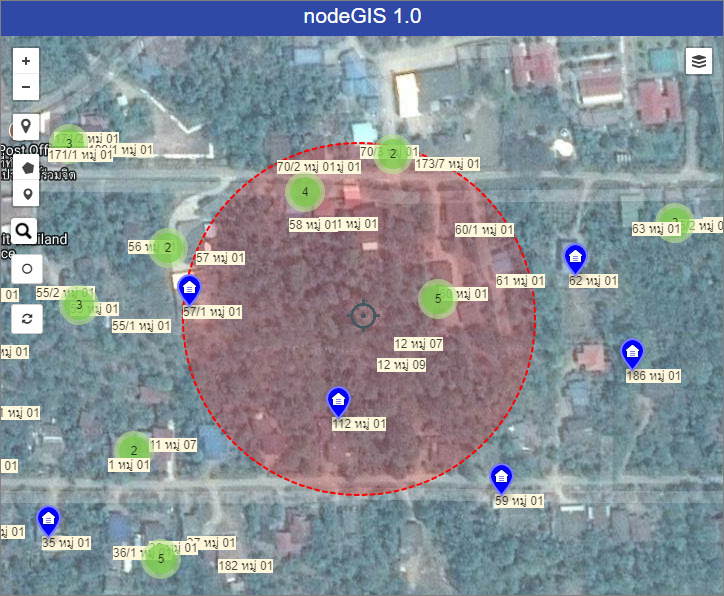 nodeGIS 1.0
+
−
3
171/1 หมู่ 01
Post Off
ร่วมจิต
2
173/7 หมู่ 01
70/2 หมู่ 01
หมู่ 01
4
58 หมู่ 01
หมู่ 01
60/1 หมู่ 01
63 หมู่ 01
56
2
57 หมู่ 01
61 หมู่ 01
62 หมู่ 01
55/2 หมู่ 01
3
57/1 หมู่ 01
5
หมู่ 01
55/1 หมู่ 01
12 หมู่ 07
12 หมู่ 09
186 หมู่ 01
112 หมู่ 01
2
11 หมู่ 07
1 หมู่ 01
59 หมู่ 01
35 หมู่ 01
36/1
5
หมู่ 01
182 หมู่ 01